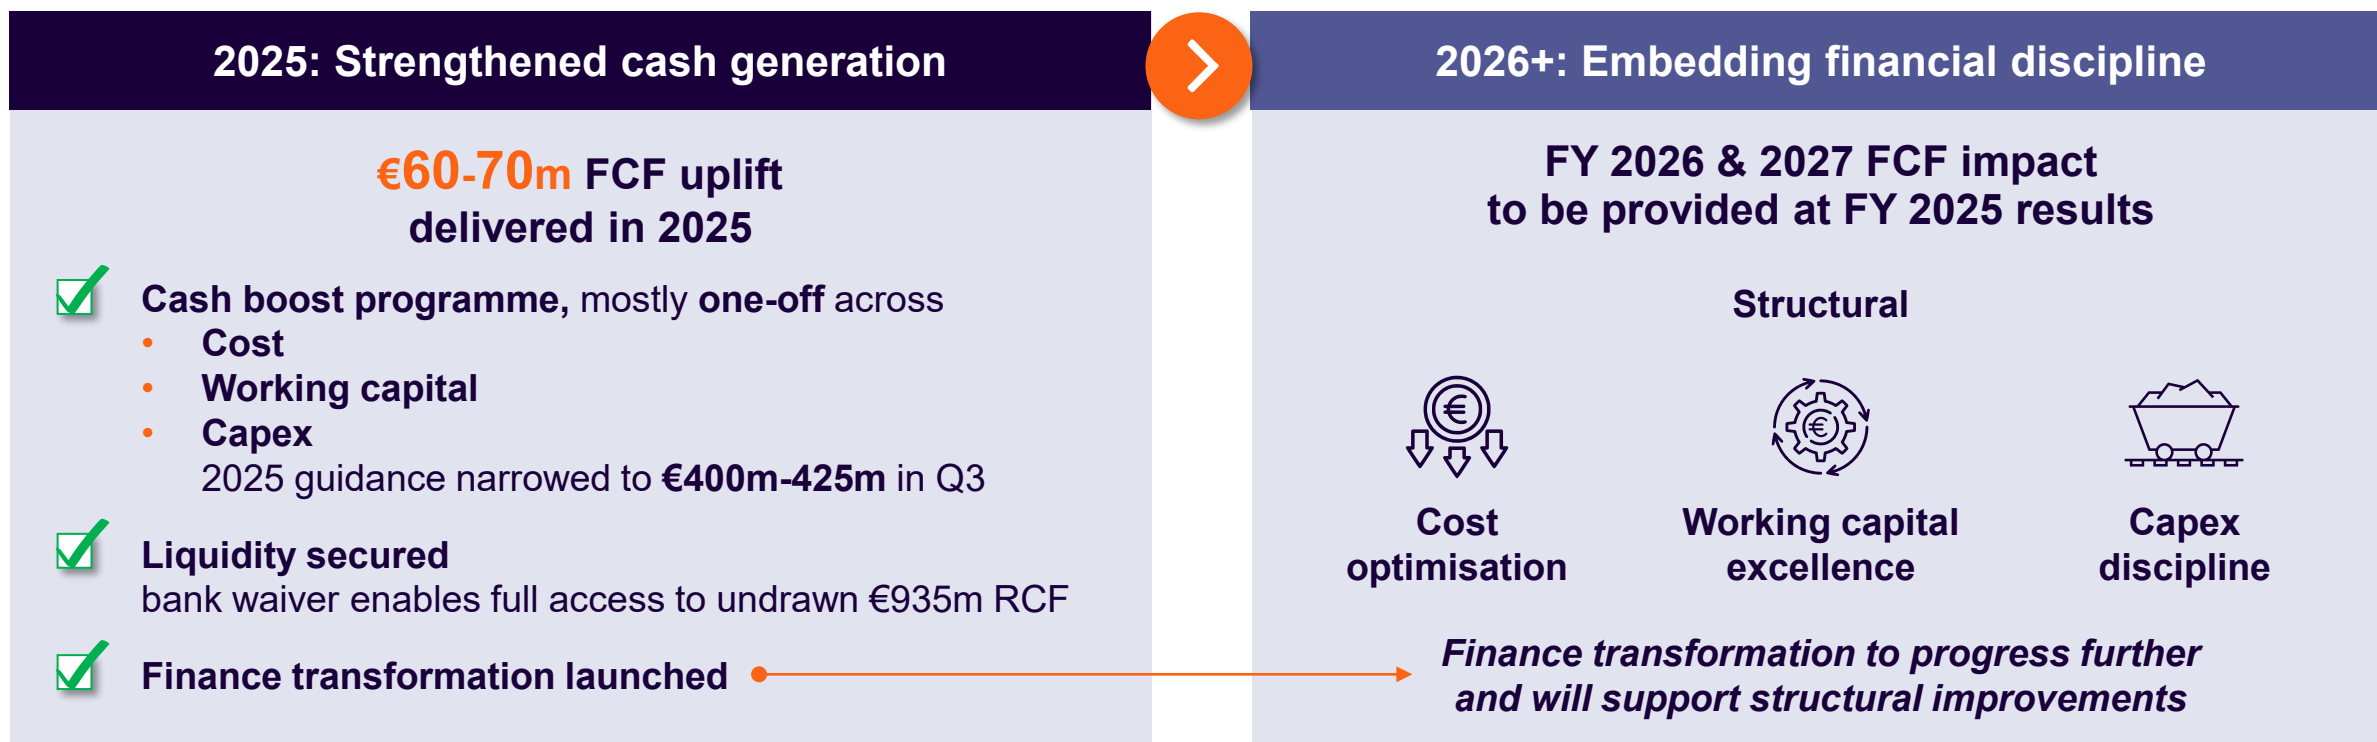 2025: Strengthened cash generation
€60-70m FCF uplift
delivered in 2025
Cash boost programme, mostly one-off across
• Cost
• Working capital
• Capex
2025 guidance narrowed to €400m-425m in Q3
Liquidity secured
bank waiver enables full access to undrawn €935m RCF
Finance transformation launched
2026+: Embedding financial discipline
FY 2026 & 2027 FCF impact
to be provided at FY 2025 results
Structural
€
€
Cost
optimisation
Working capital
excellence
Capex
discipline
Finance transformation to progress further
and will support structural improvements